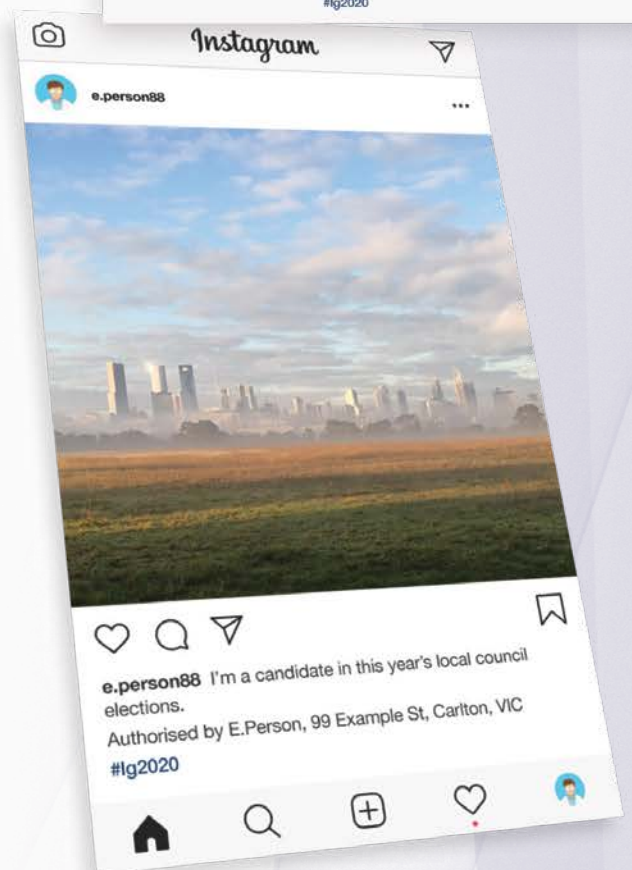 #lg2020
Instagram
e.person88
e.person88 I'm a candidate in this year's local council
elections.
Authorised by E.Person, 99 Example St, Carlton, VIC
#lg2020